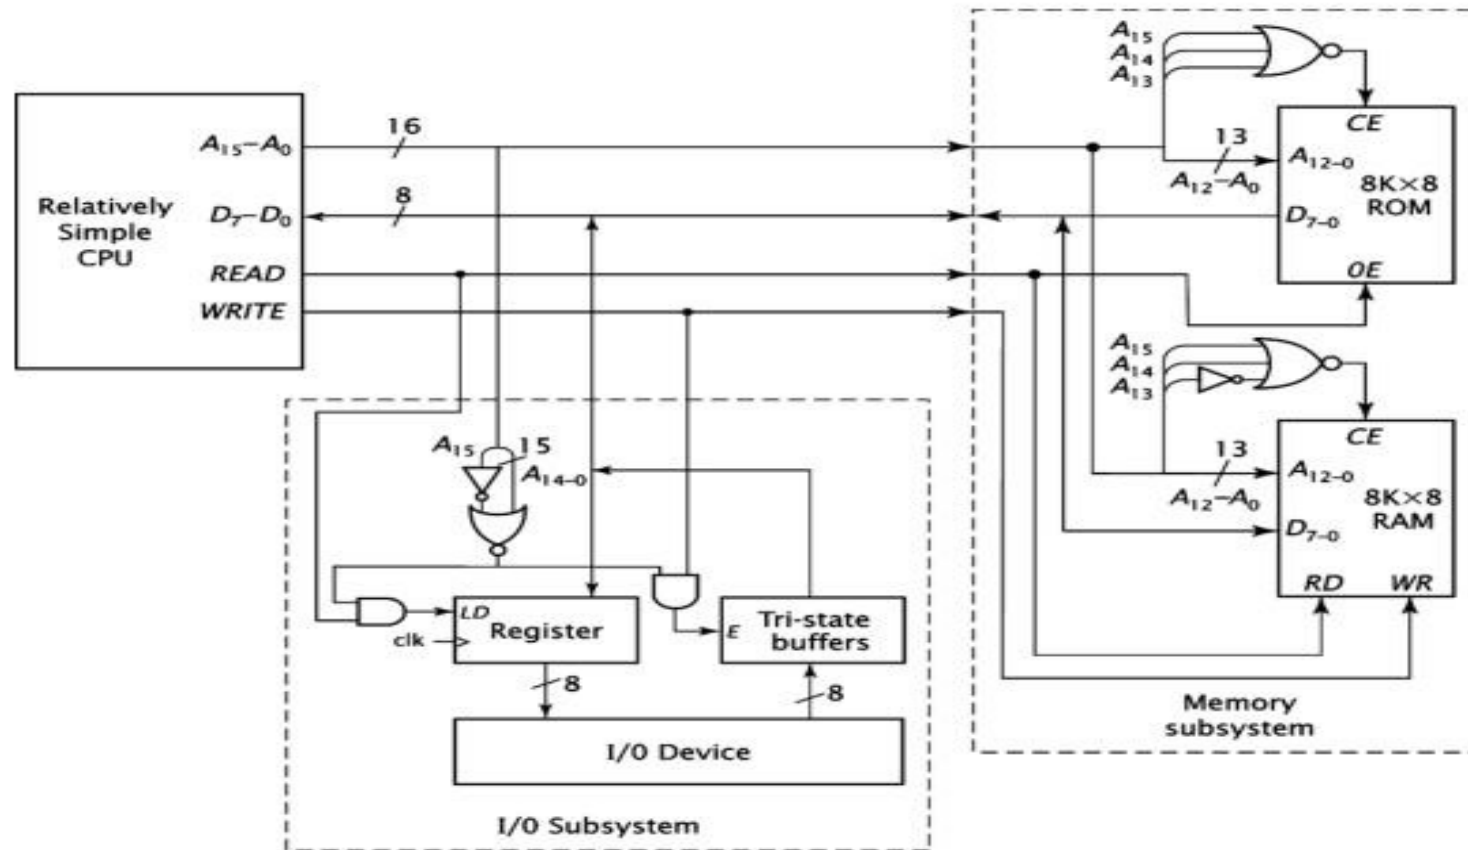 Relatively
Simple
CPU
A15–A0
D7–D0
READ
WRITE
16
8
A15
A14
A13
CE
13
A12–A0
A12-0
8K×8
ROM
D7-0
OE
A15
A14
A13
CE
13
A12–A0
A12-0
8K×8
RAM
D7-0
RD WR
Memory
subsystem
A15
15
A14-0
LD
clk
Register
E
Tri-state
buffers
8
8
I/0 Device
I/0 Subsystem